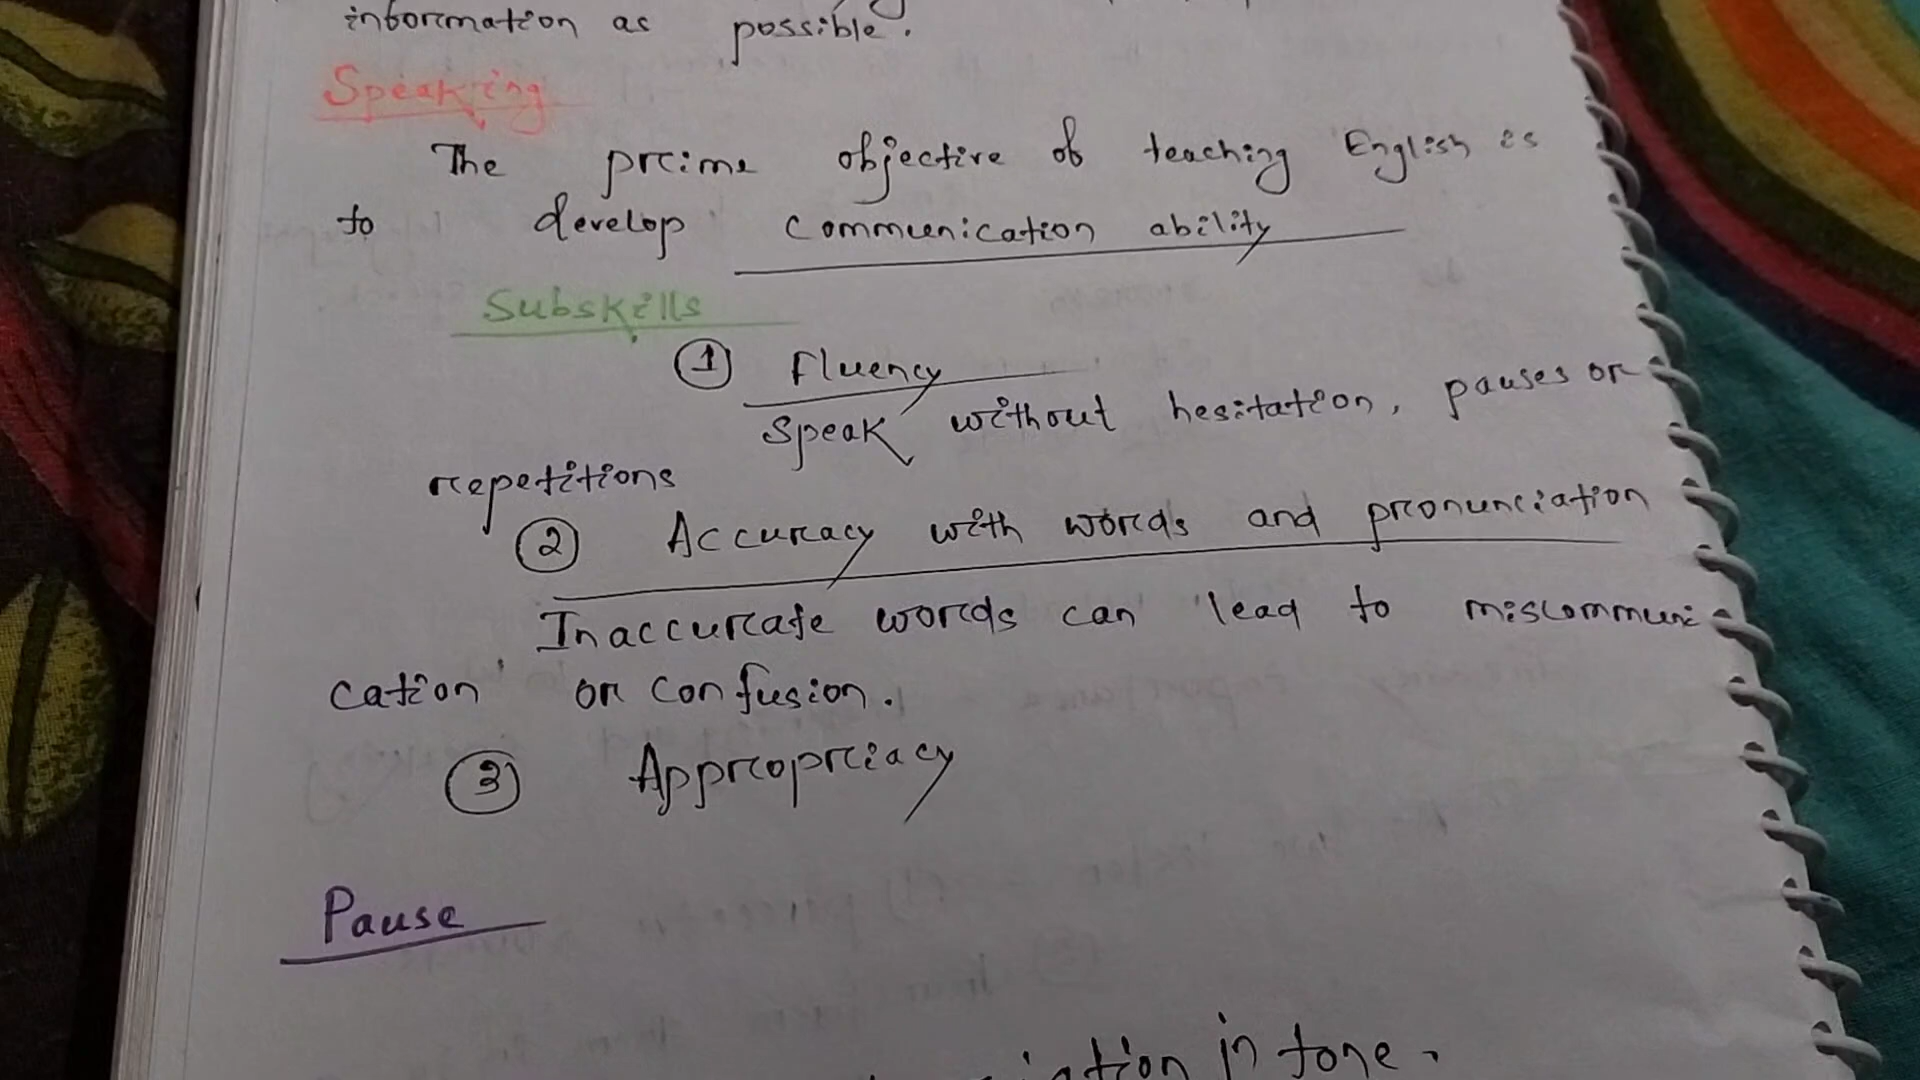 information as possible.
Speaking
The prime objective of teaching English is
to develop communication ability
Subskills
① Fluency
Speak without hesitation, pauses or
repetitions
② Accuracy with words and pronunciation
Inaccurate words can lead to miscommuni
cation or confusion.
③ Appropriacy
Pause
in tone.